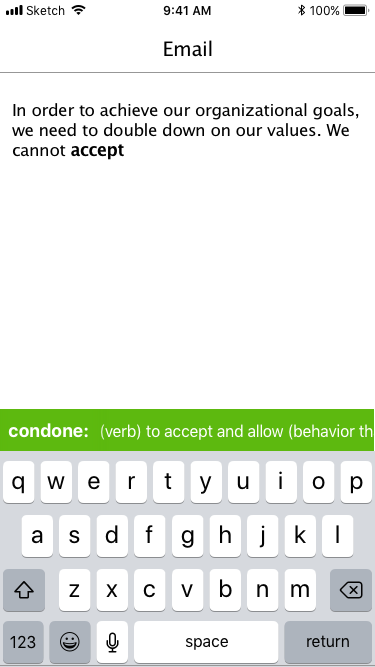 Sketch 9:41 AM 100%
Email
In order to achieve our organizational goals,
we need to double down on our values. We
cannot accept
condone: (verb) to accept and allow (behavior th
q w e r t y u i o p
a s d f g h j k l
z x c v b n m
123 space return